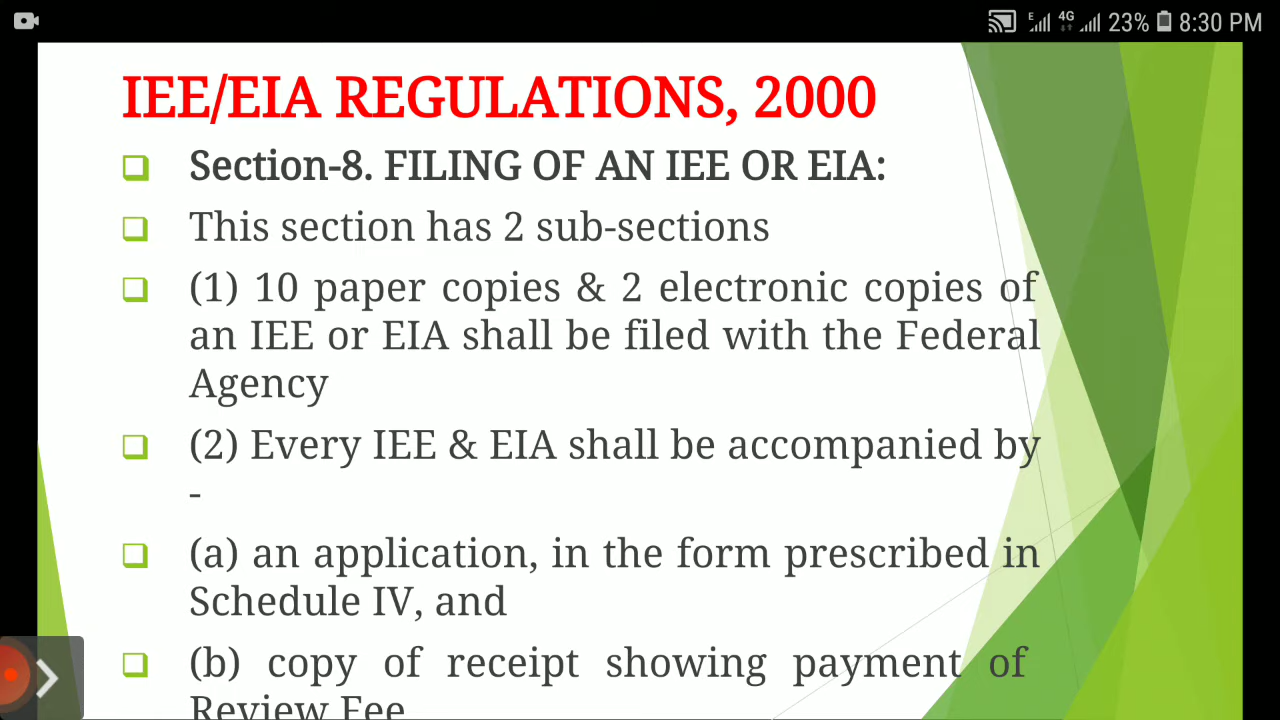 E 4G 23% 8:30 PM
IEE/EIA REGULATIONS, 2000
Section-8. FILING OF AN IEE OR EIA:
This section has 2 sub-sections
(1) 10 paper copies & 2 electronic copies of
an IEE or EIA shall be filed with the Federal
Agency
(2) Every IEE & EIA shall be accompanied by
-
(a) an application, in the form prescribed in
Schedule IV, and
(b) copy of receipt showing payment of
Review Fee